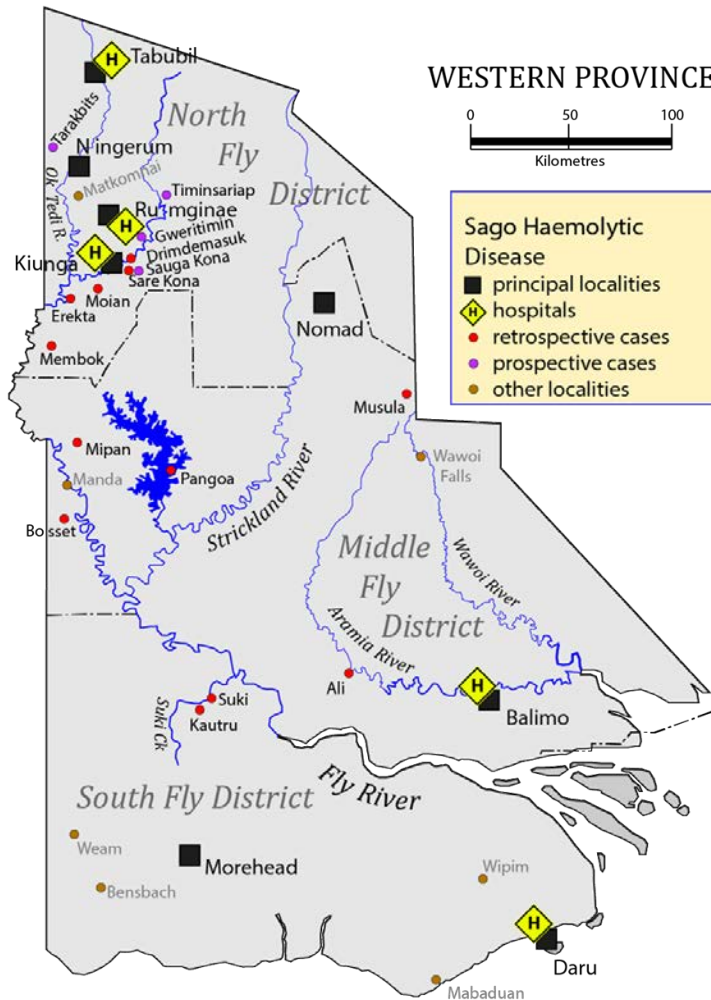 WESTERN PROVINCE
0 50 100
Kilometres
Sago Haemolytic
Disease
principal localities
H hospitals
retrospective cases
prospective cases
other localities
H
Tabubil
Tarakbits
North
Fly
District
Ningerum
Matkomnai
Ok Tedi R.
Timinsariap
Rumginae
H
Gweritimin
Drimdemasuk
H
Kiunga
Sauga Kona
Sare Kona
Moian
Erekta
Nomad
Membok
Musula
Mipan
Wawoi
Falls
Manda
Pangoa
Strickland River
Bosset
Middle
Fly
District
Wawoi River
Aramia River
Ali
H
Balimo
Suki
Kautru
Suki Ck
Fly River
South Fly District
Weam
Morehead
Bensbach
Wipim
H
Daru
Mabaduan